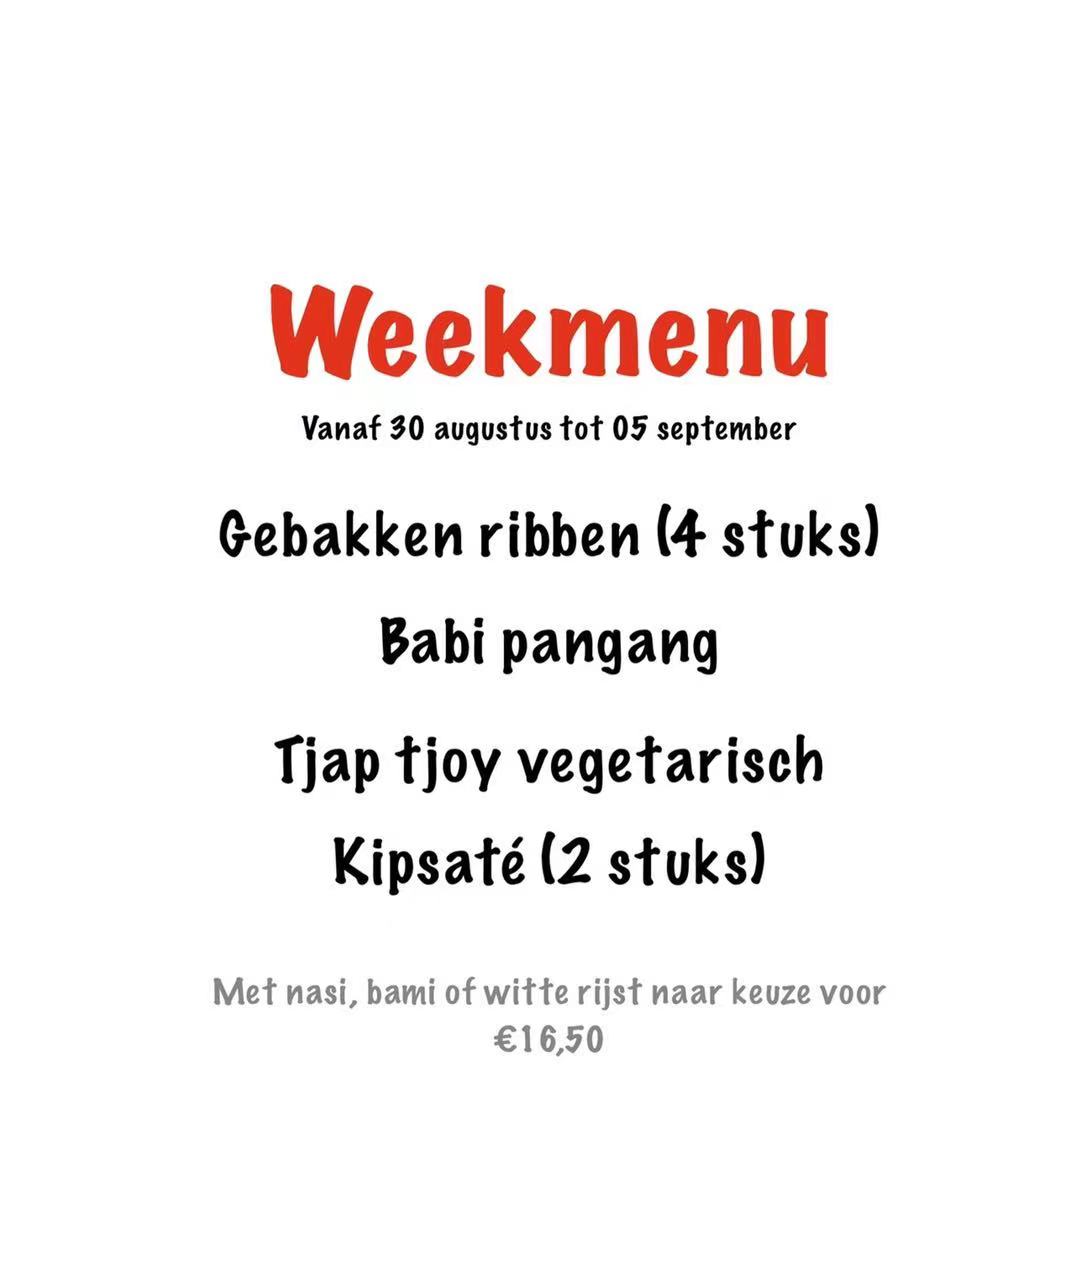 Weekmenu
Vanaf 30 augustus tot 05 september
Gebakken ribben (4 stuks)
Babi pangang
Tjap tjoy vegetarisch
Kipsaté (2 stuks)
Met nasi, bami of witte rijst naar keuze voor
€16,50